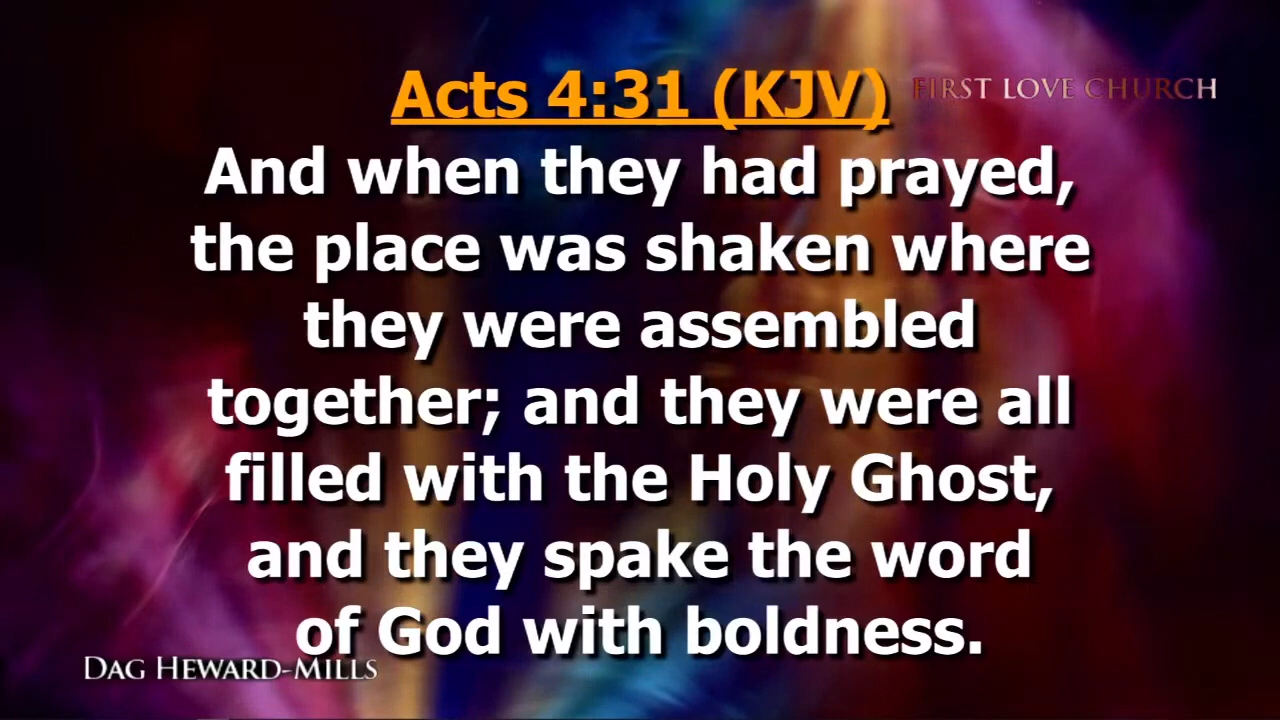 Acts 4:31 (KJV)
FIRST LOVE CHURCH
And when they had prayed,
the place was shaken where
they were assembled
together; and they were all
filled with the Holy Ghost,
and they spake the word
of God with boldness.
DAG HEWARD-MILLS